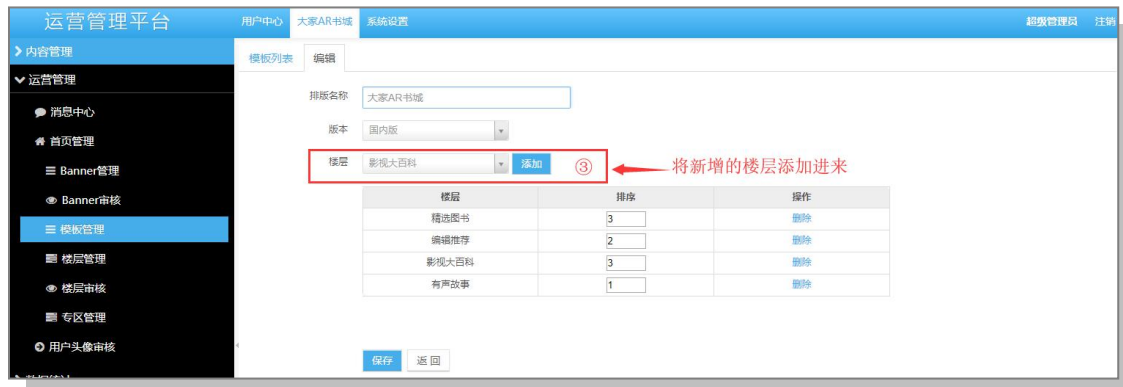 运营管理平台
用户中心 大家AR书城 系统设置 超级管理员 注销
内容管理
运营管理
消息中心
首页管理
Banner管理
Banner审核
模板管理
楼层管理
楼层审核
专区管理
用户头像审核
模板列表 编辑
排版名称 大家AR书城
版本 国内版
楼层 影视大百科 添加 ③ 将新增的楼层添加进来
楼层 排序 操作
精选图书 3 删除
编辑推荐 2 删除
影视大百科 3 删除
有声故事 1 删除
保存 返回